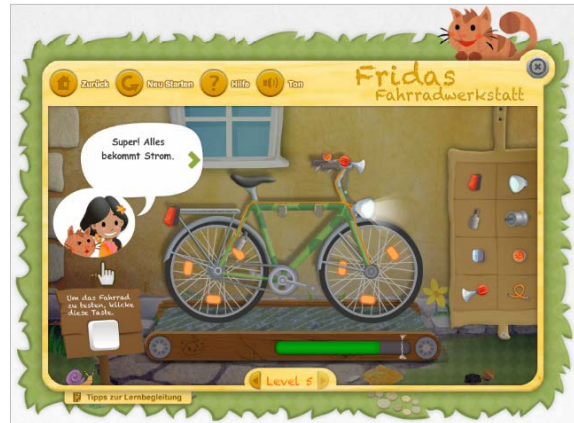 Zurück
Neu Starten
Hilfe
Ton
Fridas
Fahrradwerkstatt
Super! Alles
bekommt Strom.
Um das Fahrrad
zu testen, klicke
diese Taste.
Level 5
Tipps zur Lernbegleitung